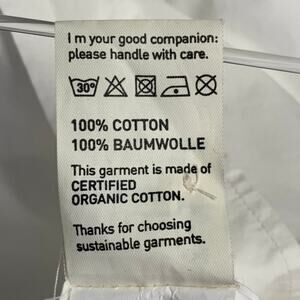 I m your good companion:
please handle with care.
30°
100% COTTON
100% BAUMWOLLE
This garment is made of
CERTIFIED
ORGANIC COTTON.
Thanks for choosing
sustainable garments.